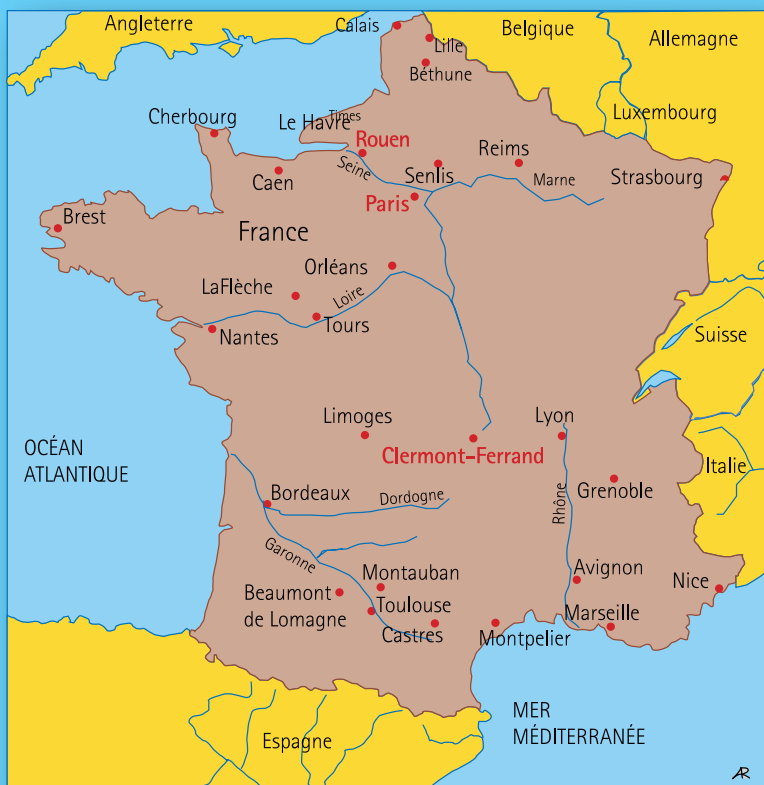 Angleterre
Calais
Belgique
Allemagne
Lille
Béthune
Luxembourg
Cherbourg
Le Havre
Times
Rouen
Reims
Caen
Seine
Senlis
Marne
Strasbourg
Paris
Brest
France
Orléans
LaFlèche
Loire
Nantes
Tours
Suisse
Limoges
Lyon
Clermont-Ferrand
OCÉAN
ATLANTIQUE
Italie
Bordeaux
Dordogne
Rhône
Grenoble
Garonne
Montauban
Avignon
Nice
Beaumont
de Lomagne
Toulouse
Marseille
Castres
Montpelier
MER
MÉDITERRANÉE
Espagne
AR